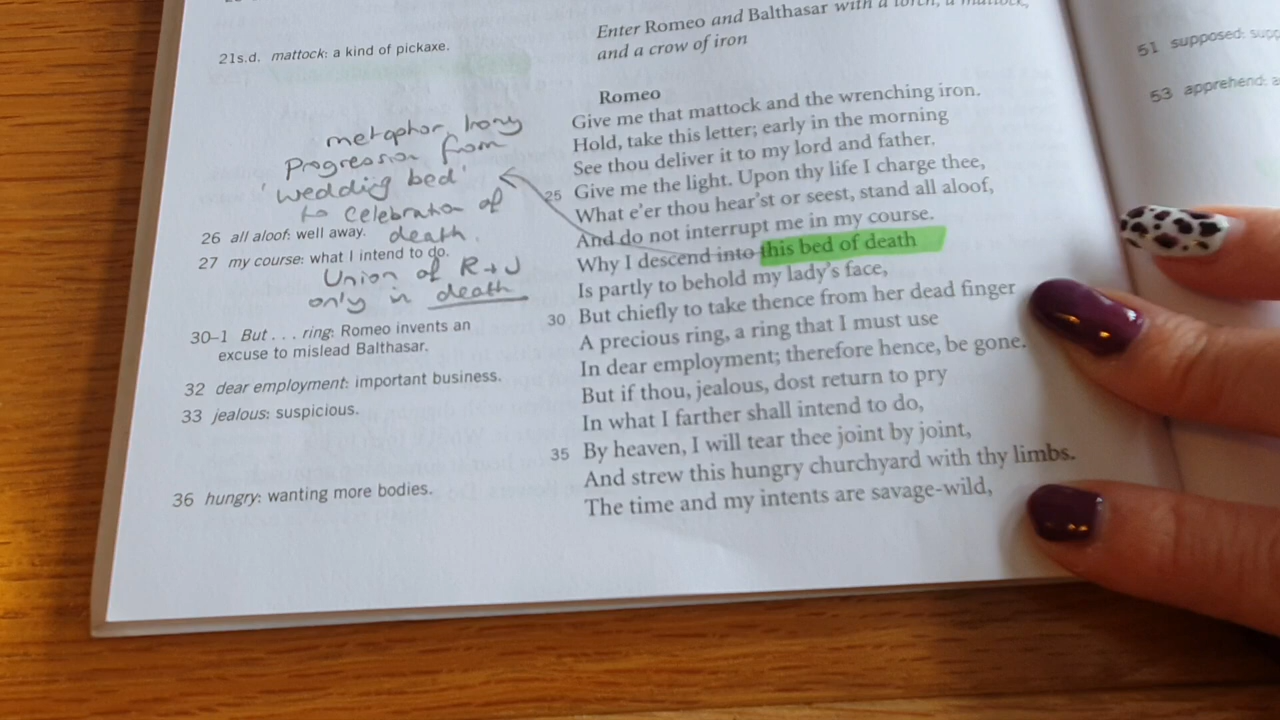 Enter Romeo and Balthasar with a torch, a mattock,
and a crow of iron
21s.d. mattock: a kind of pickaxe.
Romeo
Give me that mattock and the wrenching iron.
Hold, take this letter; early in the morning
See thou deliver it to my lord and father.
25 Give me the light. Upon thy life I charge thee,
What e'er thou hear'st or seest, stand all aloof,
And do not interrupt me in my course.
Why I descend into this bed of death
Is partly to behold my lady's face,
30 But chiefly to take thence from her dead finger
A precious ring, a ring that I must use
In dear employment; therefore hence, be gone.
But if thou, jealous, dost return to pry
In what I farther shall intend to do,
35 By heaven, I will tear thee joint by joint,
And strew this hungry churchyard with thy limbs.
The time and my intents are savage-wild,
metaphor, Irony
Progression from
'wedding bed'
to celebration of
death.
26 all aloof: well away.
27 my course: what I intend to do.
Union of R + J
only in death
30–1 But . . . ring: Romeo invents an
excuse to mislead Balthasar.
32 dear employment: important business.
33 jealous: suspicious.
36 hungry: wanting more bodies.
51 supposed:
53 apprehend: